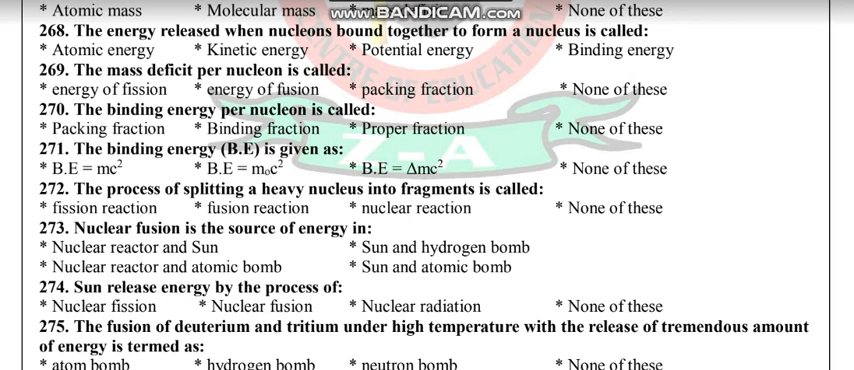 * Atomic mass * Molecular mass * None of these
www.BANDICAM.com
268. The energy released when nucleons bound together to form a nucleus is called:
* Atomic energy * Kinetic energy * Potential energy * Binding energy
269. The mass deficit per nucleon is called:
* energy of fission * energy of fusion * packing fraction * None of these
270. The binding energy per nucleon is called:
* Packing fraction * Binding fraction * Proper fraction * None of these
271. The binding energy (B.E) is given as:
* B.E = mc² * B.E = m₀c² * B.E = Δmc² * None of these
272. The process of splitting a heavy nucleus into fragments is called:
* fission reaction * fusion reaction * nuclear reaction * None of these
273. Nuclear fusion is the source of energy in:
* Nuclear reactor and Sun * Sun and hydrogen bomb
* Nuclear reactor and atomic bomb * Sun and atomic bomb
274. Sun release energy by the process of:
* Nuclear fission * Nuclear fusion * Nuclear radiation * None of these
275. The fusion of deuterium and tritium under high temperature with the release of tremendous amount
of energy is termed as:
* atom bomb * hydrogen bomb * neutron bomb * None of these
OF EDUCATION
Z-A